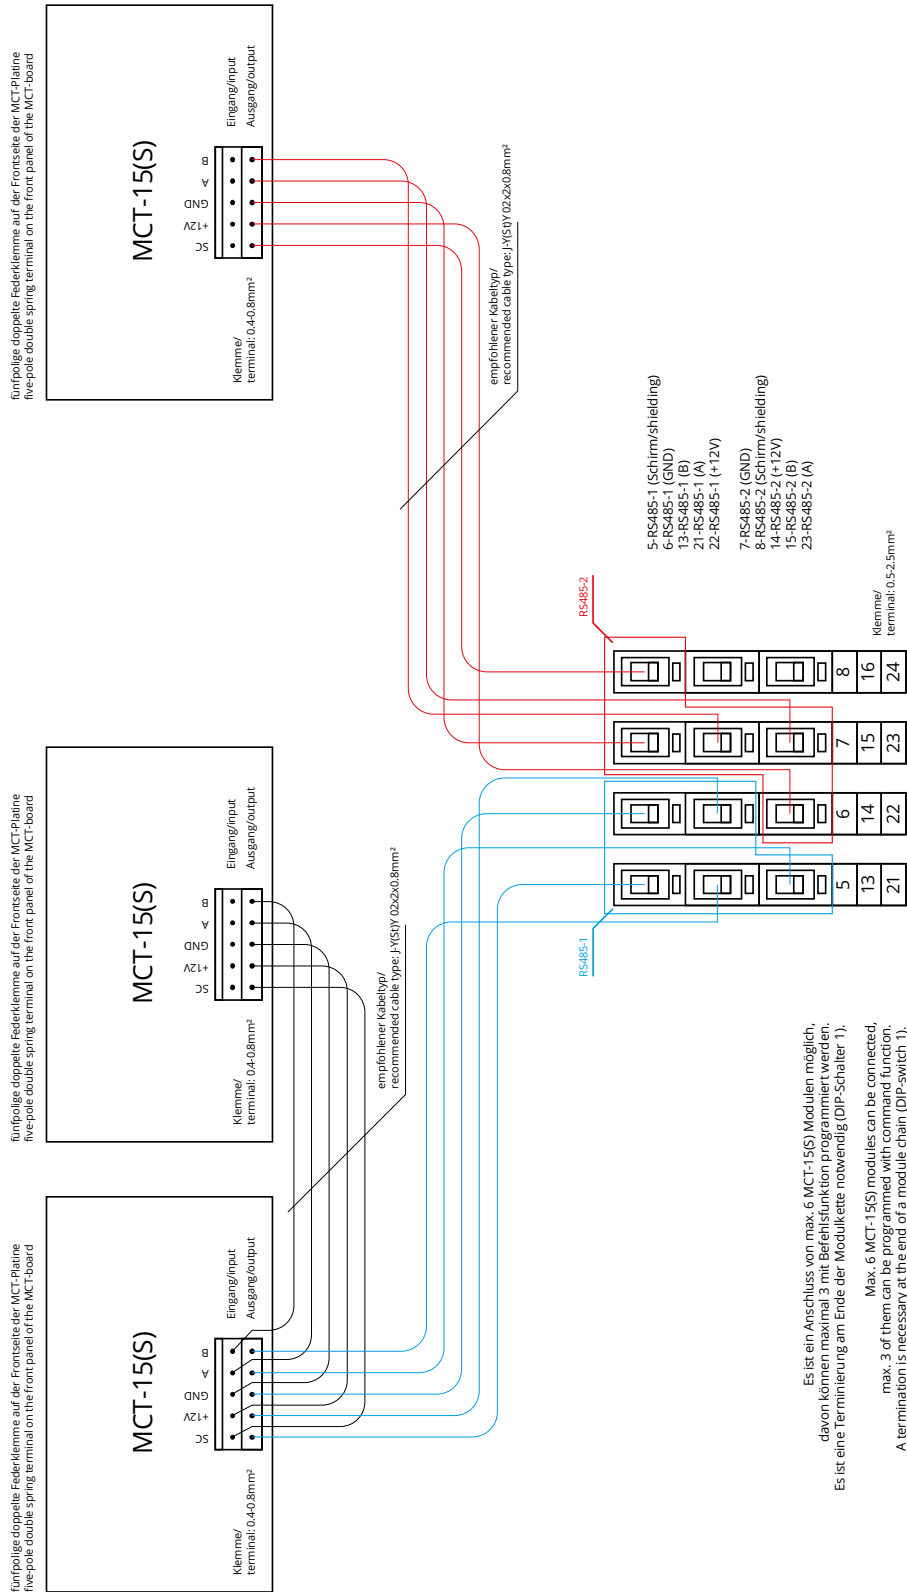 fünfpolige doppelte Federklemme auf der Frontseite der MCT-Platine
five-pole double spring terminal on the front panel of the MCT-board
MCT-15(S)
SC
+12V
GND
A
B
Klemme/
terminal: 0.4-0.8mm²
Eingang/input
Ausgang/output
fünfpolige doppelte Federklemme auf der Frontseite der MCT-Platine
five-pole double spring terminal on the front panel of the MCT-board
MCT-15(S)
SC
+12V
GND
A
B
Klemme/
terminal: 0.4-0.8mm²
Eingang/input
Ausgang/output
fünfpolige doppelte Federklemme auf der Frontseite der MCT-Platine
five-pole double spring terminal on the front panel of the MCT-board
MCT-15(S)
SC
+12V
GND
A
B
Klemme/
terminal: 0.4-0.8mm²
Eingang/input
Ausgang/output
empfohlener Kabeltyp/
recommended cable type: J-Y(St)Y 02x2x0.8mm²
empfohlener Kabeltyp/
recommended cable type: J-Y(St)Y 02x2x0.8mm²
RS485-1
RS485-2
5
6
7
8
13
14
15
16
21
22
23
24
Klemme/
terminal: 0.5-2.5mm²
5-RS485-1 (Schirm/shielding)
6-RS485-1 (GND)
13-RS485-1 (B)
21-RS485-1 (A)
22-RS485-1 (+12V)
7-RS485-2 (GND)
8-RS485-2 (Schirm/shielding)
14-RS485-2 (+12V)
15-RS485-2 (B)
23-RS485-2 (A)
Es ist ein Anschluss von max. 6 MCT-15(S) Modulen möglich,
davon können maximal 3 mit Befehlsfunktion programmiert werden.
Es ist eine Terminierung am Ende der Modulkette notwendig (DIP-Schalter 1).
Max. 6 MCT-15(S) modules can be connected,
max. 3 of them can be programmed with command function.
A termination is necessary at the end of a module chain (DIP-switch 1).